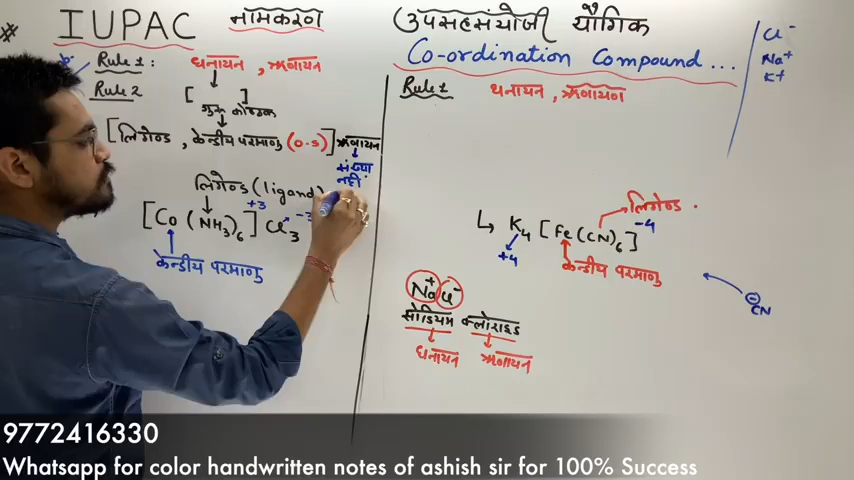 IUPAC नामकरण
Rule 1 : धनायन , ऋणायन
Rule 2 [ ]
गुरु कोष्ठक
[लिगेण्ड , केन्द्रीय परमाणु (O.S)] ऋणायन
संख्या
नहीं
लिगेण्ड (ligand)
+3 -3
[Co (NH3)6] Cl3
केन्द्रीय परमाणु
उपसहसंयोजी यौगिक
Co-ordination Compound ...
Rule 1 धनायन , ऋणायन
Cl-
Na+
K+
लिगेण्ड .
K4 [Fe (CN)6] -4
+4
केन्द्रीय परमाणु
Na+ Cl-
सोडियम क्लोराइड
धनायन ऋणायन
CN
9772416330
Whatsapp for color handwritten notes of ashish sir for 100% Success